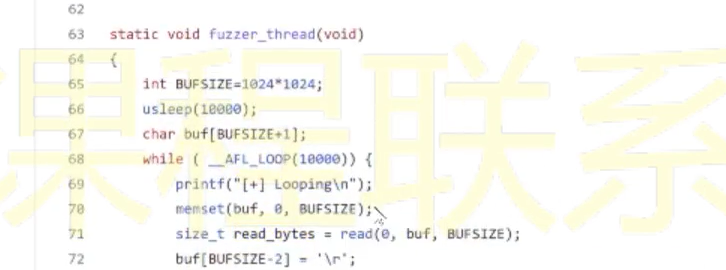 62
63 static void fuzzer_thread(void)
64 {
65 int BUFSIZE=1024*1024;
66 usleep(10000);
67 char buf[BUFSIZE+1];
68 while ( __AFL_LOOP(10000)) {
69 printf("[+] Looping\n");
70 memset(buf, 0, BUFSIZE);
71 size_t read_bytes = read(0, buf, BUFSIZE);
72 buf[BUFSIZE-2] = '\r';
课程联系